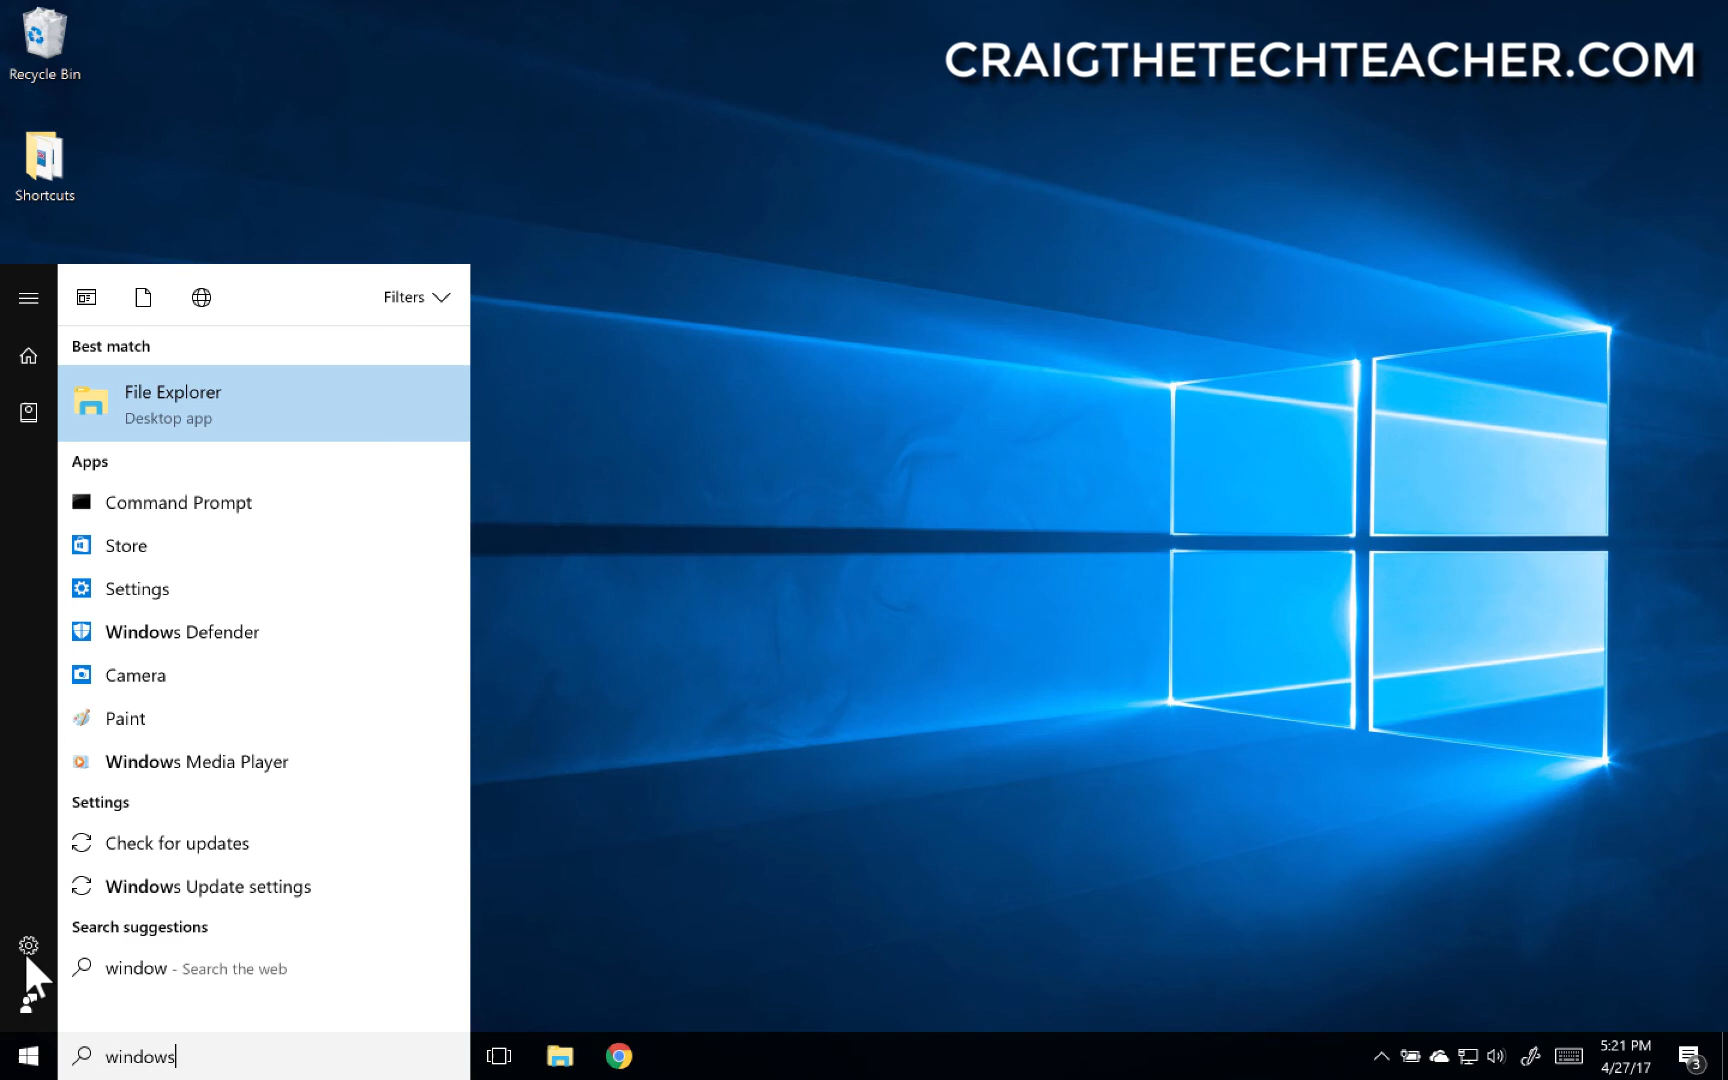 Recycle Bin
CRAIGTHETECHTEACHER.COM
Shortcuts
Filters
Best match
File Explorer
Desktop app
Apps
Command Prompt
Store
Settings
Windows Defender
Camera
Paint
Windows Media Player
Settings
Check for updates
Windows Update settings
Search suggestions
window - Search the web
windows
5:21 PM
4/27/17
3